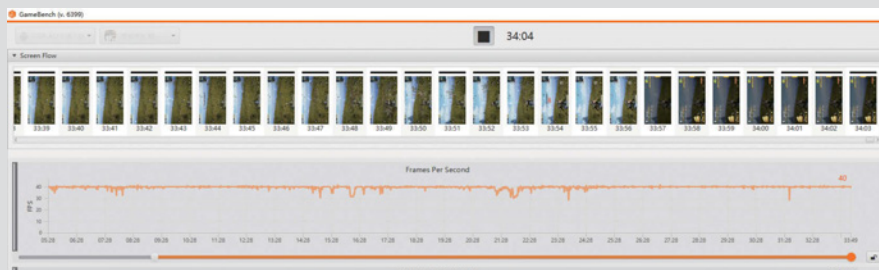 GameBench (v. 6399)
34:04
Screen Flow
33:39 33:40 33:41 33:42 33:43 33:44 33:45 33:46 33:47 33:48 33:49 33:50 33:51 33:52 33:53 33:54 33:55 33:56 33:57 33:58 33:59 34:00 34:01 34:02 34:03
Frames Per Second
40
FPS
40
30
20
10
0
05:28 06:28 07:28 08:28 09:28 10:28 11:28 12:28 13:28 14:28 15:28 16:28 17:28 18:28 19:28 20:28 21:28 22:28 23:28 24:28 25:28 26:28 27:28 28:28 29:28 30:28 31:28 32:28 33:49